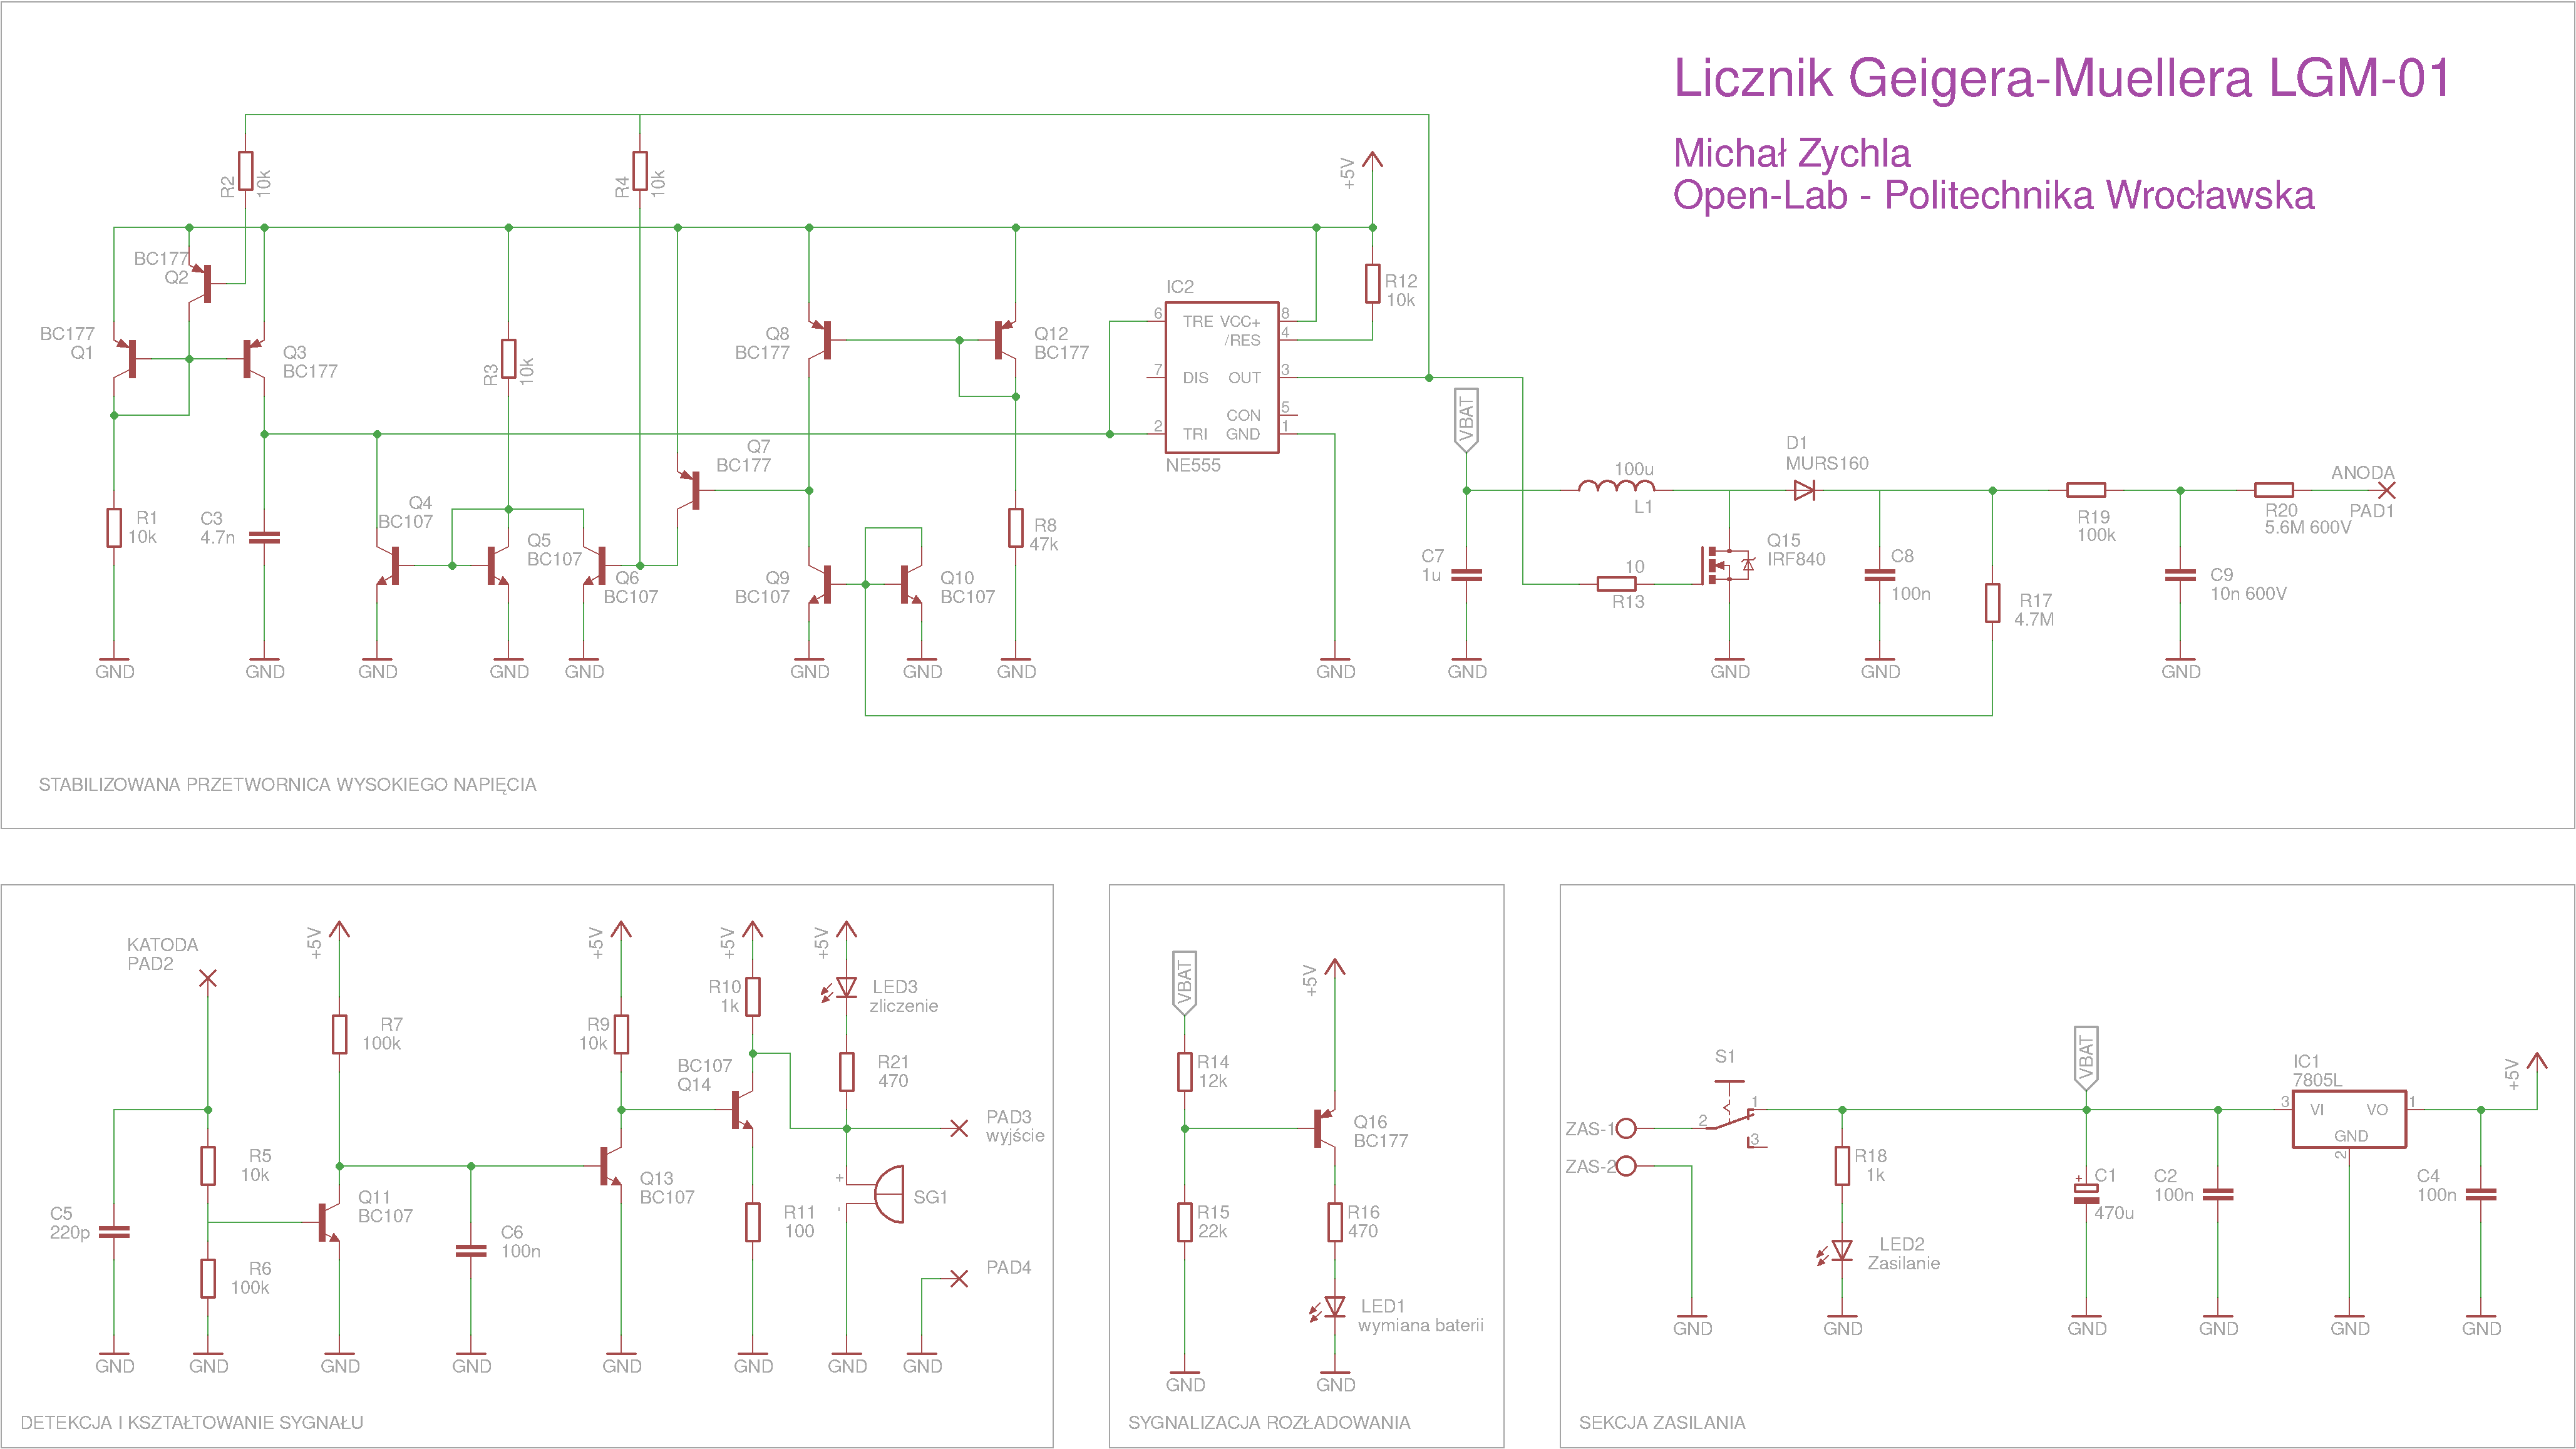 Licznik Geigera-Muellera LGM-01
Michał Zychla
Open-Lab - Politechnika Wrocławska
R2
10k
R4
10k
+5V
BC177
Q2
BC177
Q1
Q3
BC177
R3
10k
Q8
BC177
Q12
BC177
IC2
6
TRE
VCC+
8
/RES
4
7
DIS
OUT
3
CON
5
2
TRI
GND
1
NE555
R12
10k
VBAT
Q7
BC177
R1
10k
C3
4.7n
Q4
BC107
Q5
BC107
Q6
BC107
Q9
BC107
Q10
BC107
R8
47k
C7
1u
100u
L1
10
R13
D1
MURS160
Q15
IRF840
C8
100n
R17
4.7M
R19
100k
C9
10n 600V
R20
5.6M 600V
ANODA
PAD1
GND
GND
GND
GND
GND
GND
GND
GND
GND
GND
GND
GND
GND
STABILIZOWANA PRZETWORNICA WYSOKIEGO NAPIĘCIA
KATODA
PAD2
+5V
+5V
+5V
+5V
R7
100k
R9
10k
R10
1k
LED3
zliczenie
BC107
Q14
R21
470
PAD3
wyjście
R5
10k
Q11
BC107
Q13
BC107
R11
100
+
-
SG1
C5
220p
R6
100k
C6
100n
PAD4
GND
GND
GND
GND
GND
GND
GND
GND
DETEKCJA I KSZTAŁTOWANIE SYGNAŁU
VBAT
+5V
R14
12k
Q16
BC177
R15
22k
R16
470
LED1
wymiana baterii
GND
GND
SYGNALIZACJA ROZŁADOWANIA
S1
ZAS-1
2
1
3
ZAS-2
R18
1k
LED2
Zasilanie
VBAT
+
C1
470u
C2
100n
IC1
7805L
3
VI
VO
1
GND
2
+5V
C4
100n
GND
GND
GND
GND
GND
GND
SEKCJA ZASILANIA